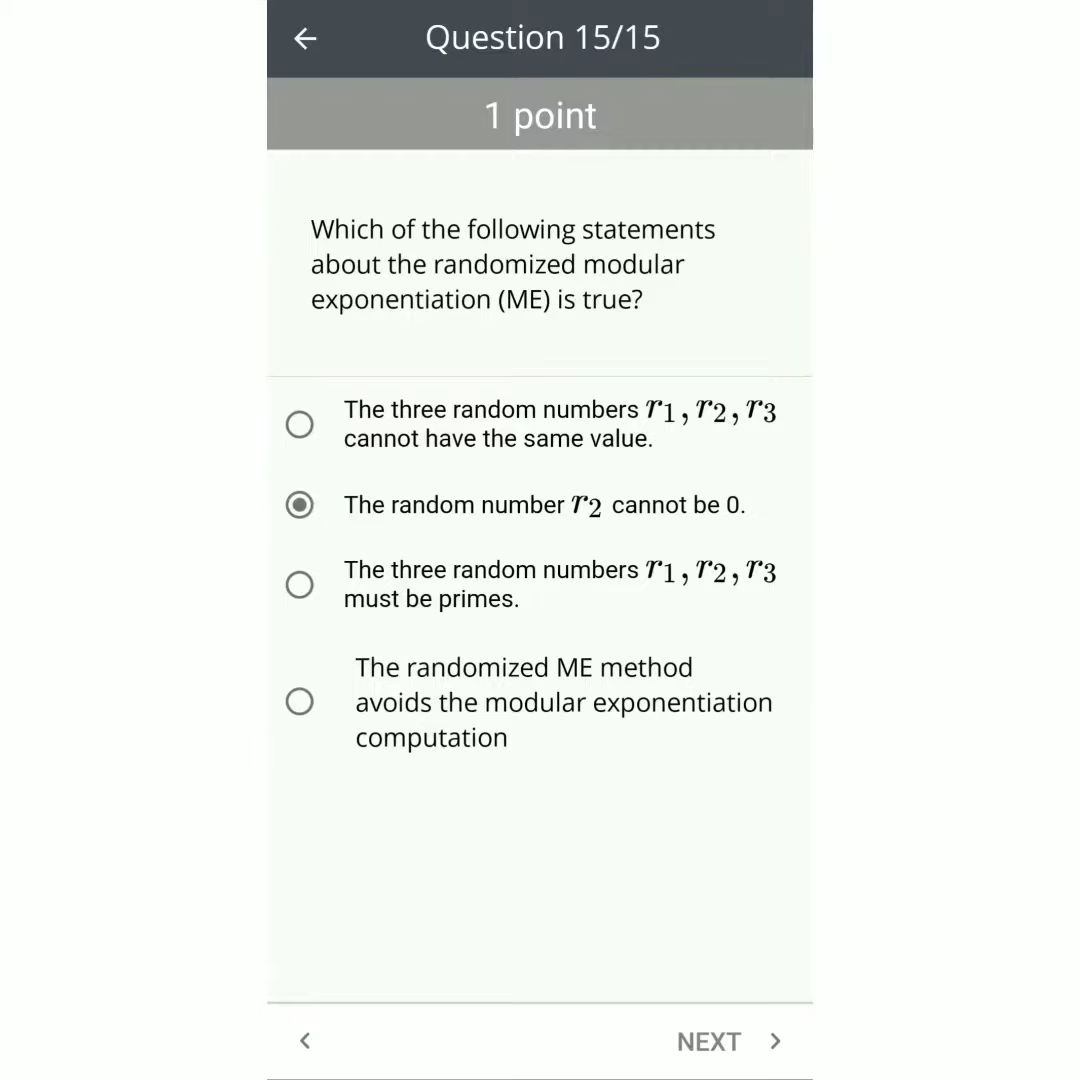 Question 15/15
1 point
Which of the following statements
about the randomized modular
exponentiation (ME) is true?
The three random numbers r1, r2, r3
cannot have the same value.
The random number r2 cannot be 0.
The three random numbers r1, r2, r3
must be primes.
The randomized ME method
avoids the modular exponentiation
computation
NEXT